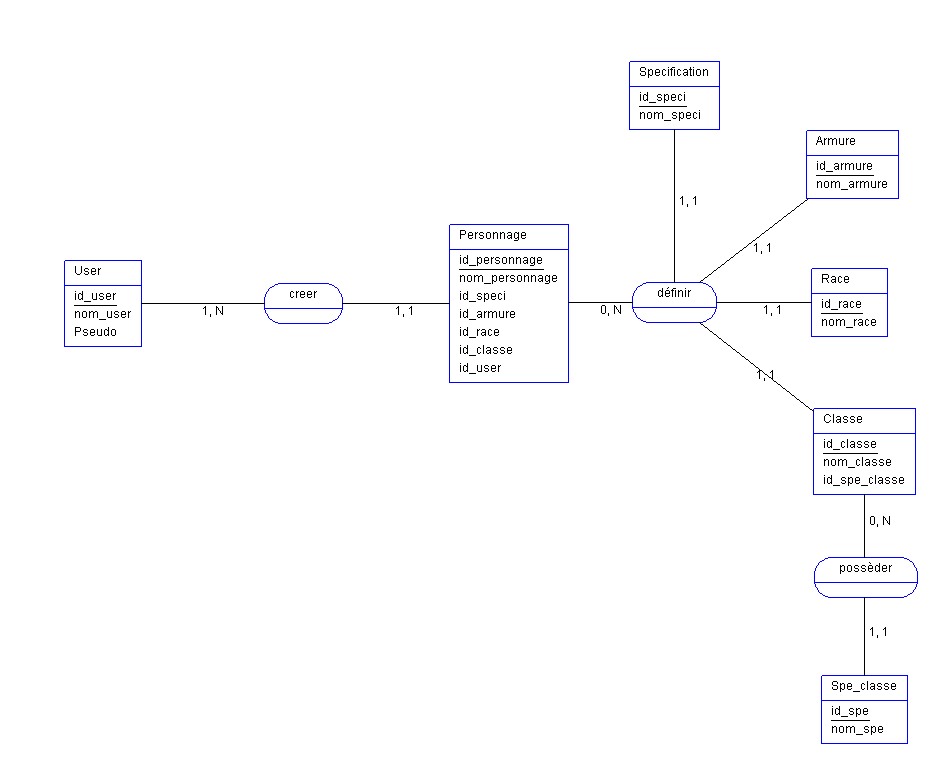 Specification
id_speci
nom_speci
Armure
id_armure
nom_armure
1, 1
1, 1
Personnage
id_personnage
nom_personnage
id_speci
id_armure
id_race
id_classe
id_user
User
id_user
nom_user
Pseudo
1, N
creer
1, 1
0, N
définir
1, 1
Race
id_race
nom_race
1, 1
Classe
id_classe
nom_classe
id_spe_classe
0, N
possèder
1, 1
Spe_classe
id_spe
nom_spe